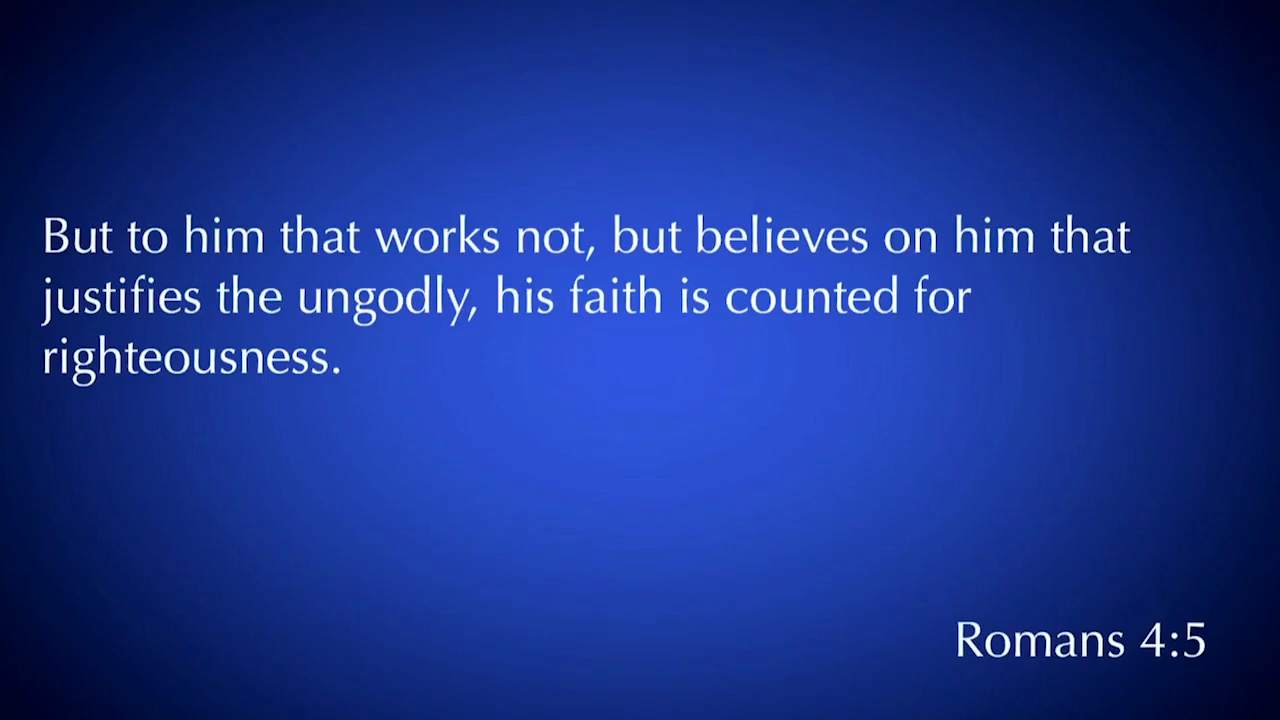 But to him that works not, but believes on him that
justifies the ungodly, his faith is counted for
righteousness.
Romans 4:5